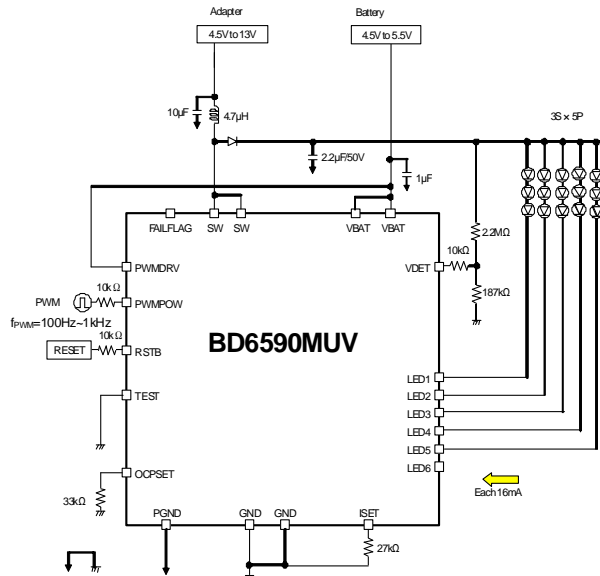 Adapter
Battery
4.5V to 13V
4.5V to 5.5V
10µF
4.7µH
3S × 5P
2.2µF/50V
1µF
FAILFLAG
SW
SW
VBAT
VBAT
2.2MΩ
PWMDRV
VDET
10kΩ
10kΩ
PWM
PWMPOW
187kΩ
fPWM=100Hz~1kHz
10kΩ
BD6590MUV
RESET
RSTB
LED1
TEST
LED2
LED3
LED4
LED5
OCPSET
LED6
33kΩ
Each 16mA
PGND
GND
GND
ISET
27kΩ